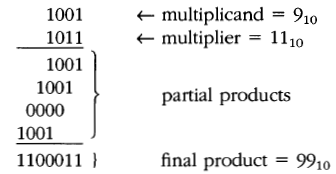 1001 ← multiplicand = 9₁₀
1011 ← multiplier = 11₁₀
1001
1001
0000
1001
partial products
1100011 } final product = 99₁₀